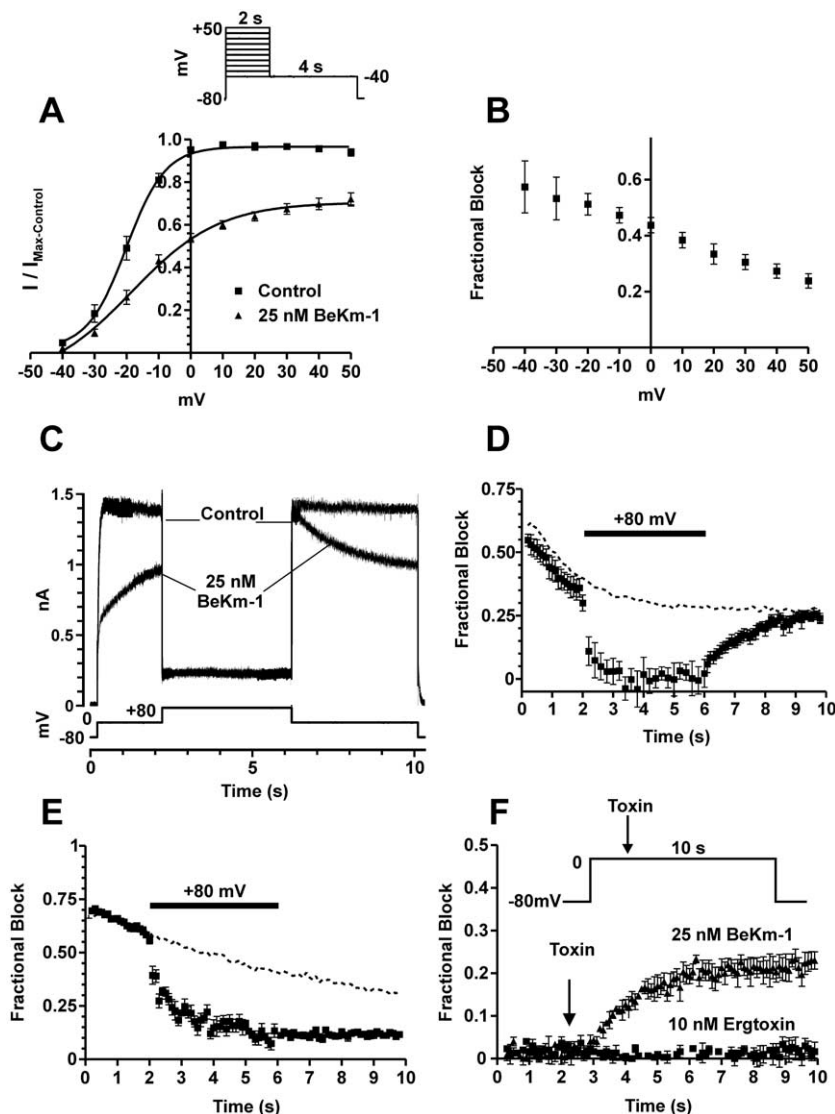 +50
2 s
mV
4 s
-40
-80
A
I / I Max-Control
1.0
0.8
0.6
0.4
0.2
Control
25 nM BeKm-1
-50 -40 -30 -20 -10 0 10 20 30 40 50
mV
B
Fractional Block
0.6
0.4
0.2
-50 -40 -30 -20 -10 0 10 20 30 40 50
mV
C
nA
1.5
1
0.5
0
Control
25 nM
BeKm-1
mV
+80
-80
0 5 10
Time (s)
D
Fractional Block
0.75
0.50
0.25
0
+80 mV
0 1 2 3 4 5 6 7 8 9 10
Time (s)
E
Fractional Block
1
0.75
0.50
0.25
0
+80 mV
0 1 2 3 4 5 6 7 8 9 10
Time (s)
F
Fractional Block
0.5
0.4
0.3
0.2
0.1
0
Toxin
0
10 s
-80mV
Toxin
25 nM BeKm-1
10 nM Ergtoxin
0 1 2 3 4 5 6 7 8 9 10
Time (s)